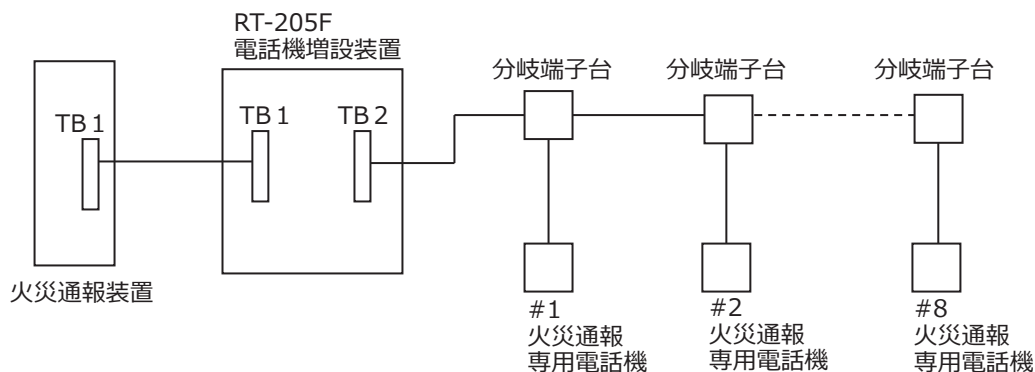 RT-205F
電話機増設装置
分岐端子台
分岐端子台
分岐端子台
TB1
TB1
TB2
火災通報装置
#1
火災通報
専用電話機
#2
火災通報
専用電話機
#8
火災通報
専用電話機